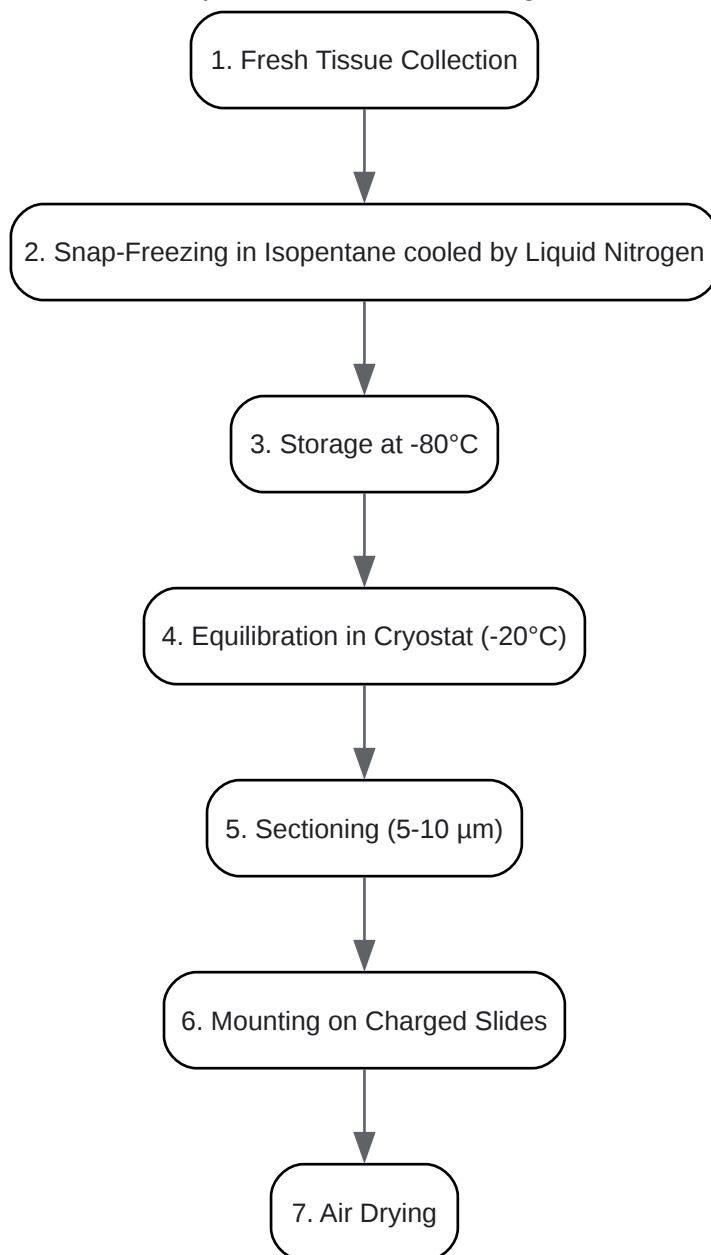 1. Fresh Tissue Collection
2. Snap-Freezing in Isopentane cooled by Liquid Nitrogen
3. Storage at -80°C
4. Equilibration in Cryostat (-20°C)
5. Sectioning (5-10 µm)
6. Mounting on Charged Slides
7. Air Drying